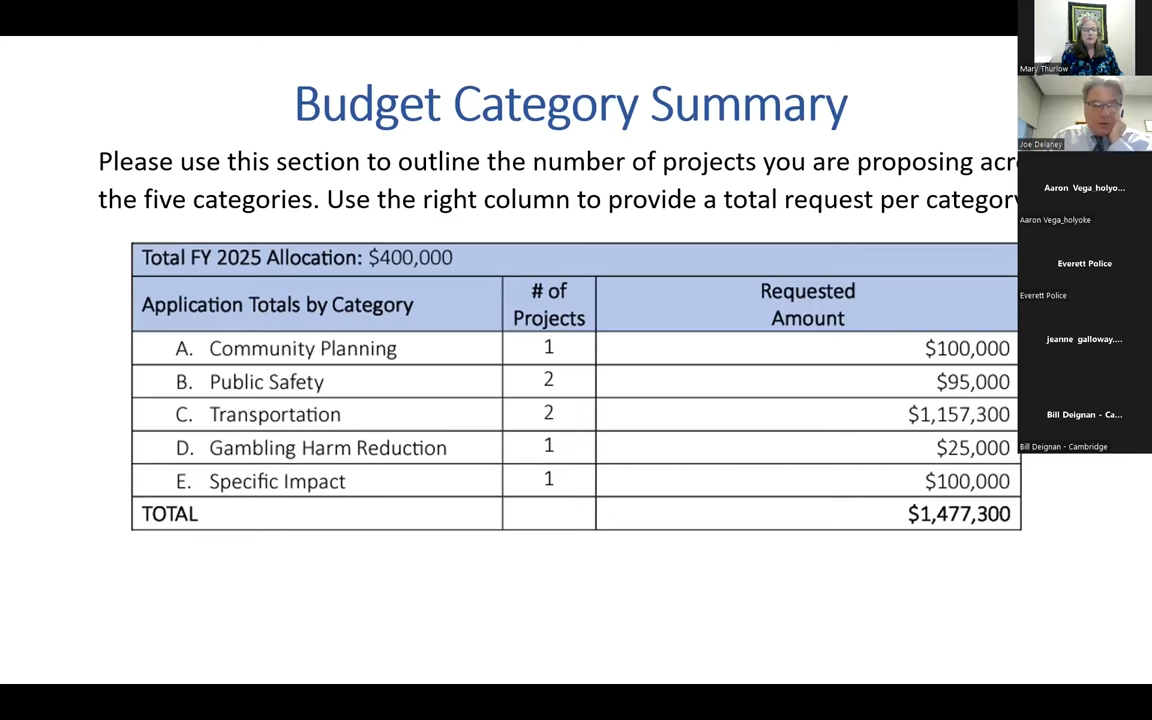 Budget Category Summary
Please use this section to outline the number of projects you are proposing
the five categories. Use the right column to provide a total request per category
Total FY 2025 Allocation: $400,000
Application Totals by Category # of Projects Requested Amount
A. Community Planning 1 $100,000
B. Public Safety 2 $95,000
C. Transportation 2 $1,157,300
D. Gambling Harm Reduction 1 $25,000
E. Specific Impact 1 $100,000
TOTAL $1,477,300
Mary Thurlow
Joe Delaney
Aaron Vega_holyo...
Aaron Vega_holyoke
Everett Police
Everett Police
jeanne galloway,...
Bill Deignan - Ca...
Bill Deignan - Cambridge